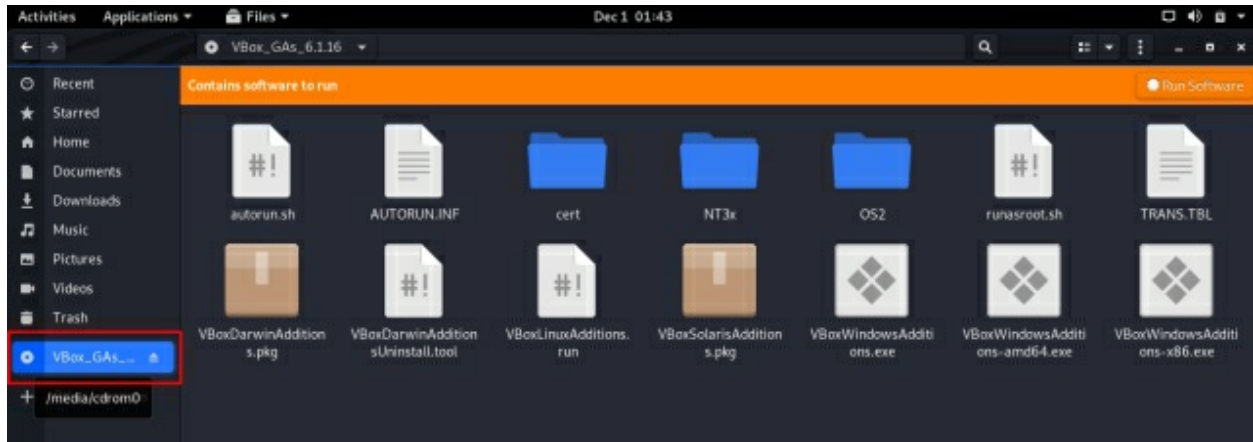 Activities Applications Files Dec 1 01:43
VBox_GAs_6.1.16
Recent
Contains software to run
Run Software
Starred
Home
Documents
Downloads
Music
Pictures
Videos
Trash
VBox_GAs_...
/media/cdrom0
#! #!
autorun.sh AUTORUN.INF cert NT3x OS2 runasroot.sh TRANS.TBL
#! #!
VBoxDarwinAddition VBoxDarwinAddition VBoxLinuxAdditions. VBoxSolarisAddition VBoxWindowsAdditi VBoxWindowsAdditi VBoxWindowsAdditi
s.pkg sUninstall.tool run s.pkg ons.exe ons-amd64.exe ons-x86.exe